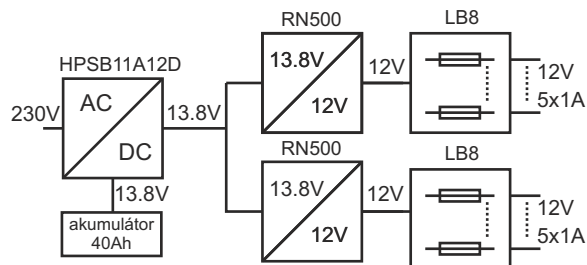 HPSB11A12D
230V
AC
DC
13.8V
13.8V
akumulátor
40Ah
RN500
13.8V
12V
12V
LB8
12V
5x1A
RN500
13.8V
12V
12V
LB8
12V
5x1A